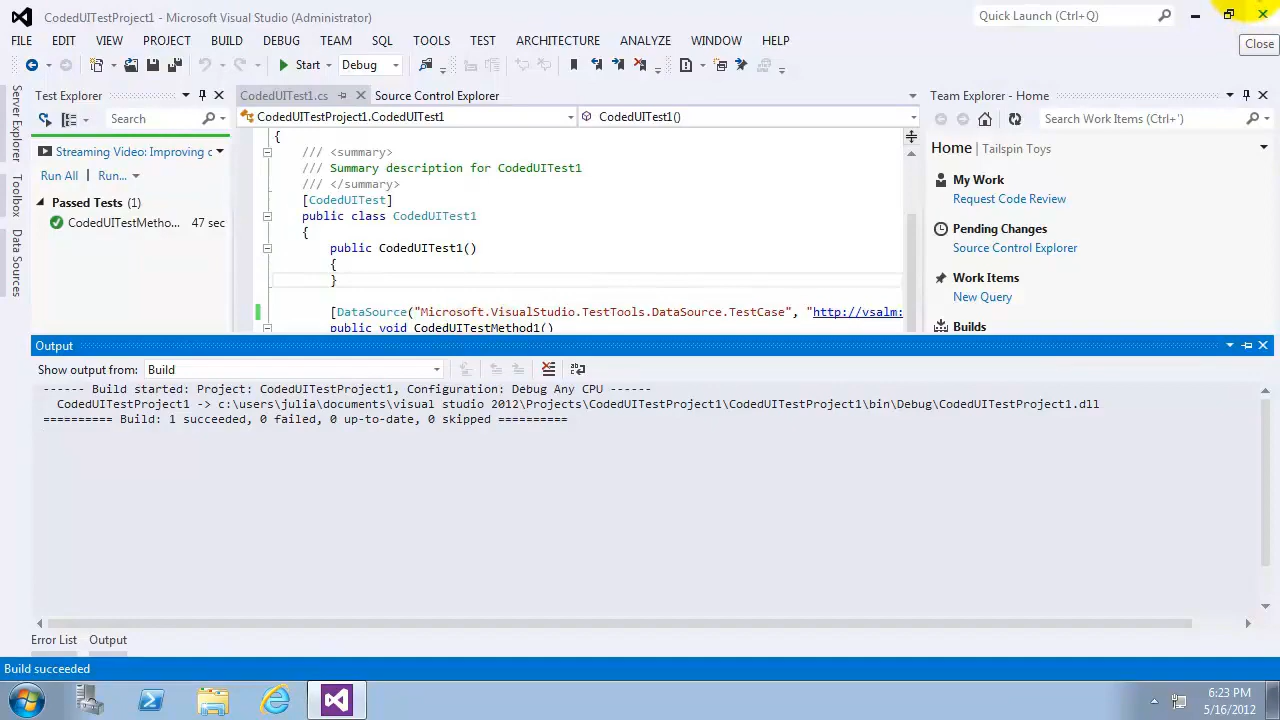 CodedUITestProject1 - Microsoft Visual Studio (Administrator)
Quick Launch (Ctrl+Q)
Close
FILE EDIT VIEW PROJECT BUILD DEBUG TEAM SQL TOOLS TEST ARCHITECTURE ANALYZE WINDOW HELP
Start Debug
Server Explorer
Toolbox
Data Sources
Test Explorer
Search
Streaming Video: Improving c
Run All | Run...
Passed Tests (1)
CodedUITestMetho... 47 sec
CodedUITest1.cs Source Control Explorer
CodedUITestProject1.CodedUITest1 CodedUITest1()
{
/// <summary>
/// Summary description for CodedUITest1
/// </summary>
[CodedUITest]
public class CodedUITest1
{
public CodedUITest1()
{
}
[DataSource("Microsoft.VisualStudio.TestTools.DataSource.TestCase", "http://vsalm:
public void CodedUITestMethod1()
Team Explorer - Home
Search Work Items (Ctrl+')
Home | Tailspin Toys
My Work
Request Code Review
Pending Changes
Source Control Explorer
Work Items
New Query
Builds
Output
Show output from: Build
------ Build started: Project: CodedUITestProject1, Configuration: Debug Any CPU ------
CodedUITestProject1 -> c:\users\julia\documents\visual studio 2012\Projects\CodedUITestProject1\CodedUITestProject1\bin\Debug\CodedUITestProject1.dll
========== Build: 1 succeeded, 0 failed, 0 up-to-date, 0 skipped ==========
Error List Output
Build succeeded
6:23 PM
5/16/2012